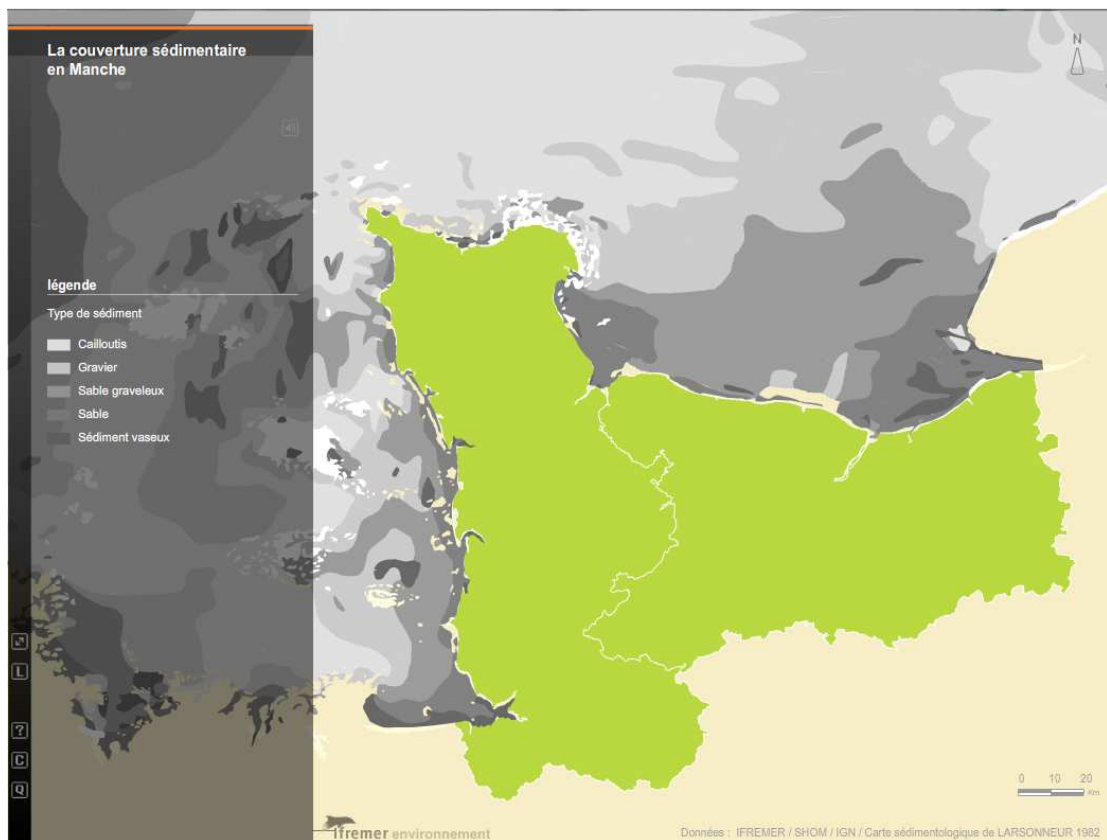 La couverture sédimentaire
en Manche
N
légende
Type de sédiment
Cailloutis
Gravier
Sable graveleux
Sable
Sédiment vaseux
L
?
C
Q
0 10 20
Km
ifremer environnement
Données : IFREMER / SHOM / IGN / Carte sédimentologique de LARSONNEUR 1982